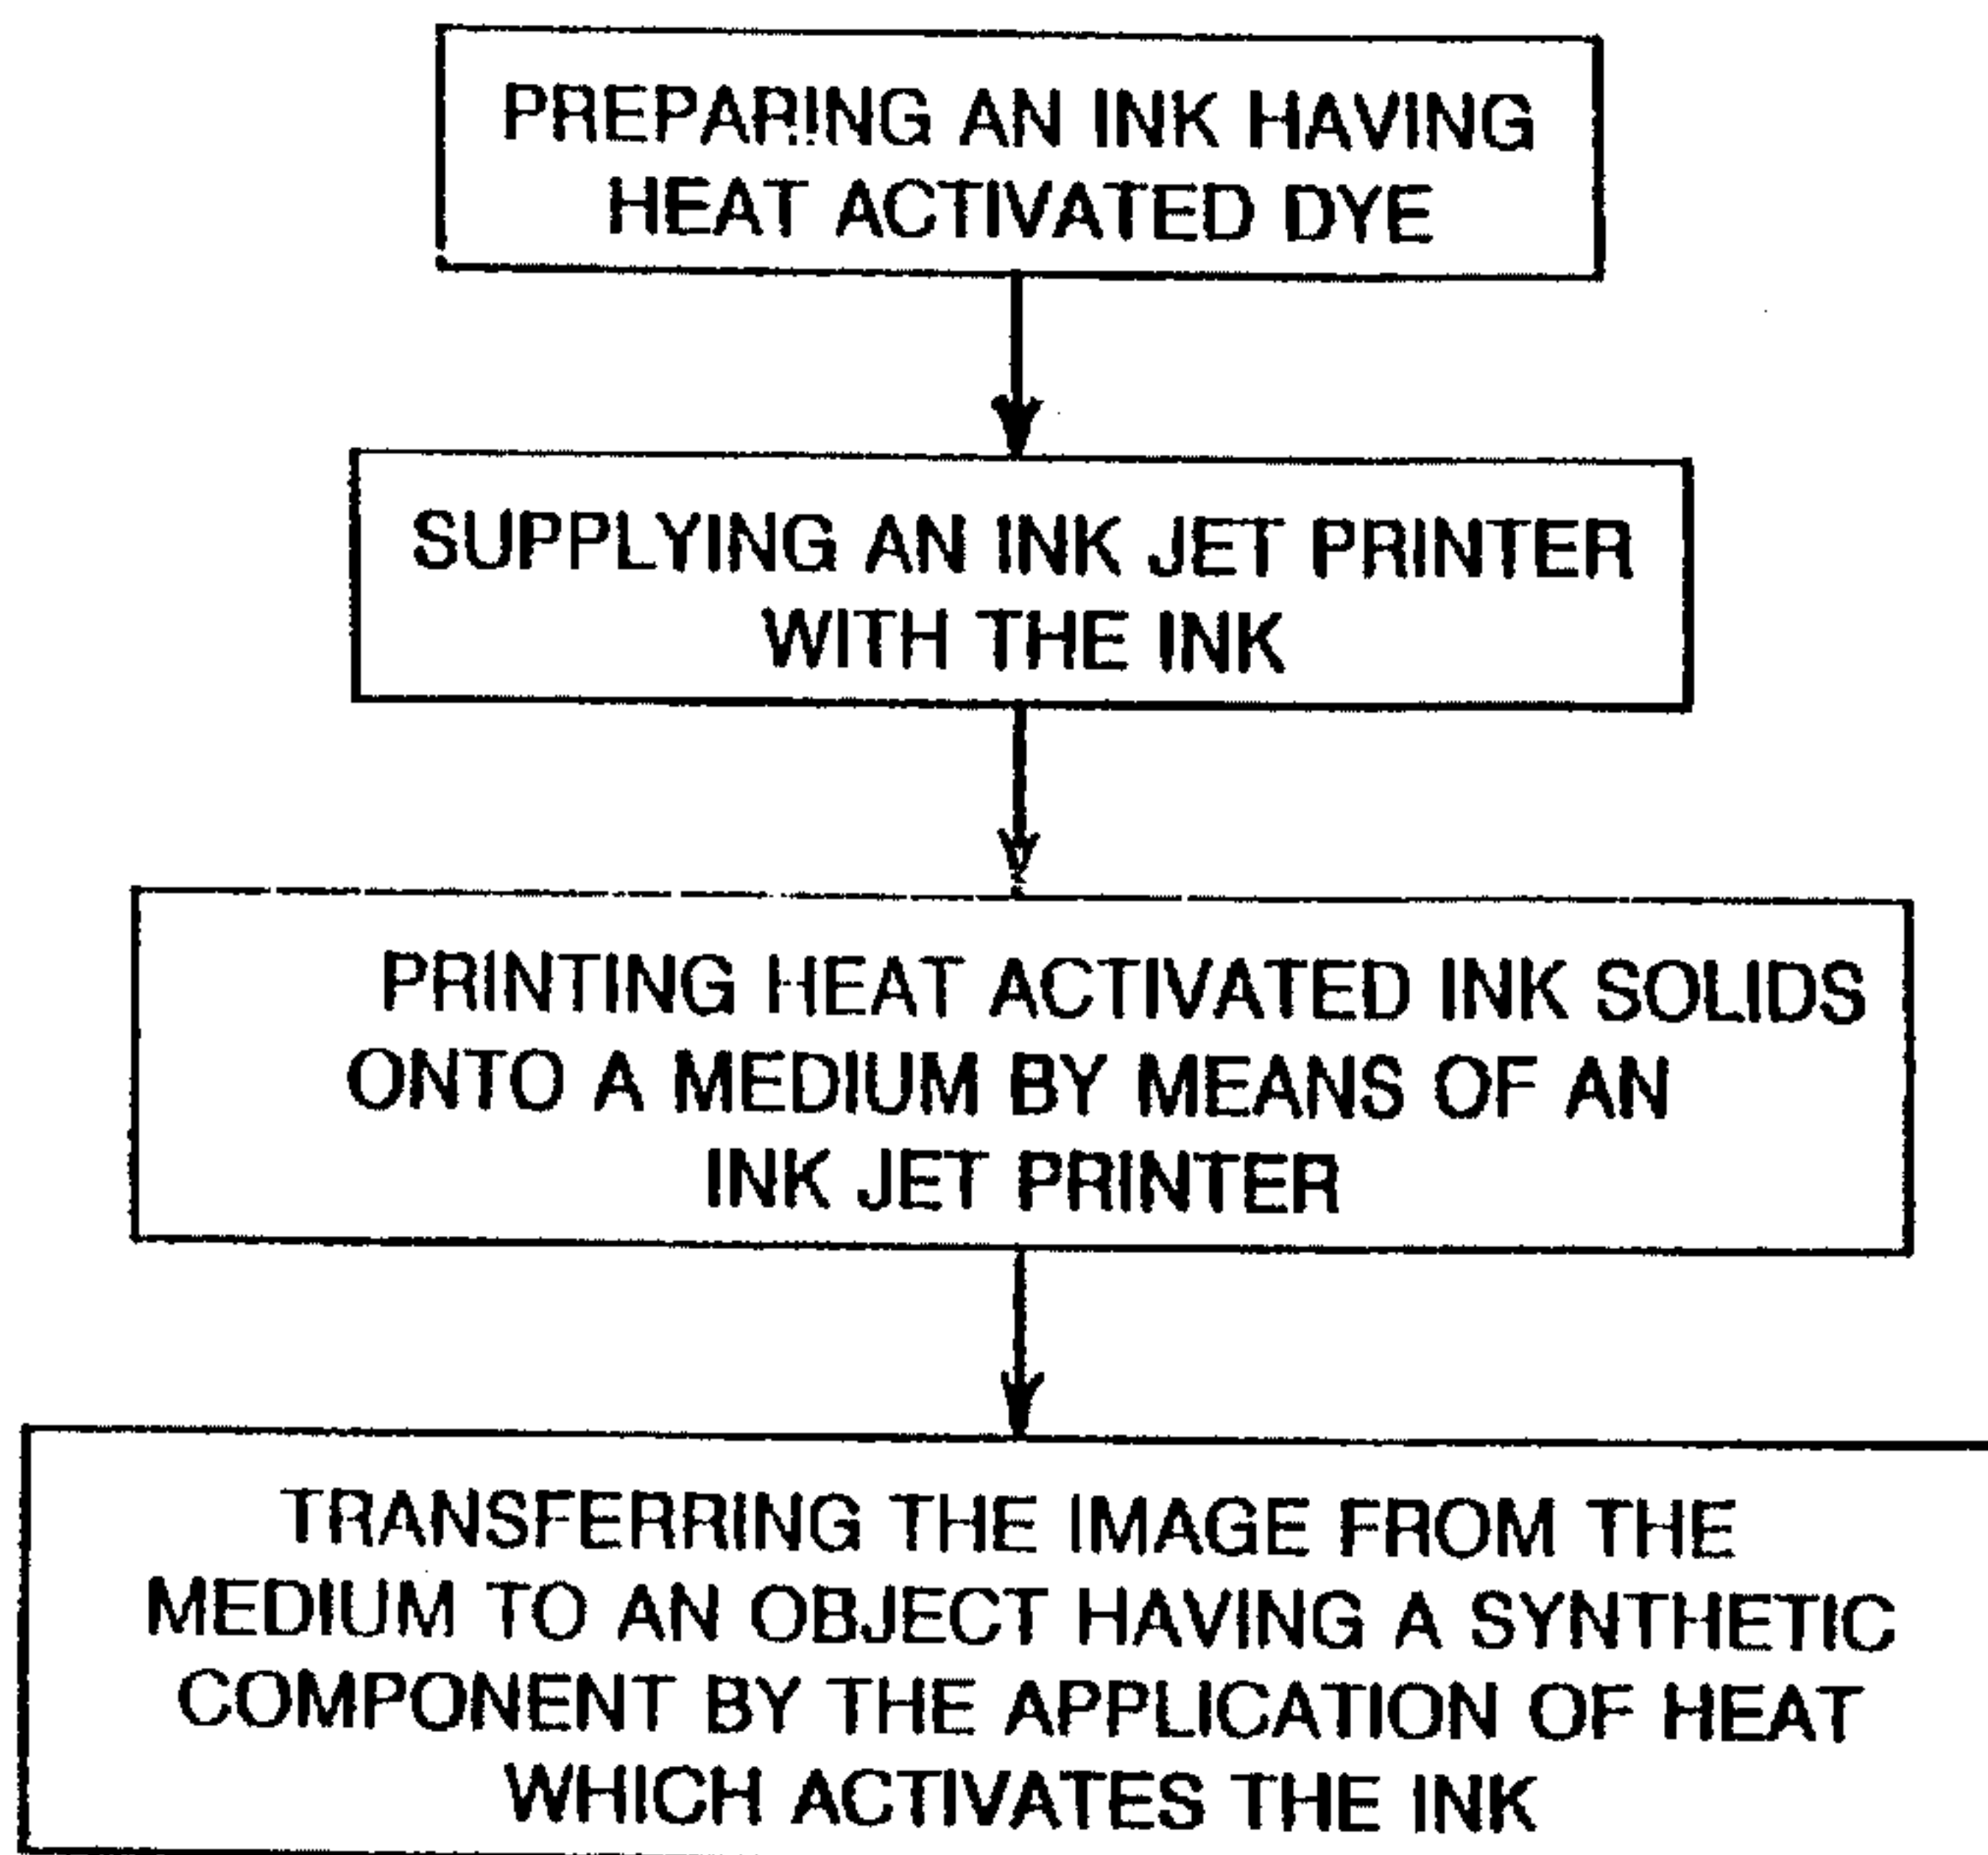 PREPARING AN INK HAVING
HEAT ACTIVATED DYE
SUPPLYING AN INK JET PRINTER
WITH THE INK
PRINTING HEAT ACTIVATED INK SOLIDS
ONTO A MEDIUM BY MEANS OF AN
INK JET PRINTER
TRANSFERRING THE IMAGE FROM THE
MEDIUM TO AN OBJECT HAVING A SYNTHETIC
COMPONENT BY THE APPLICATION OF HEAT
WHICH ACTIVATES THE INK